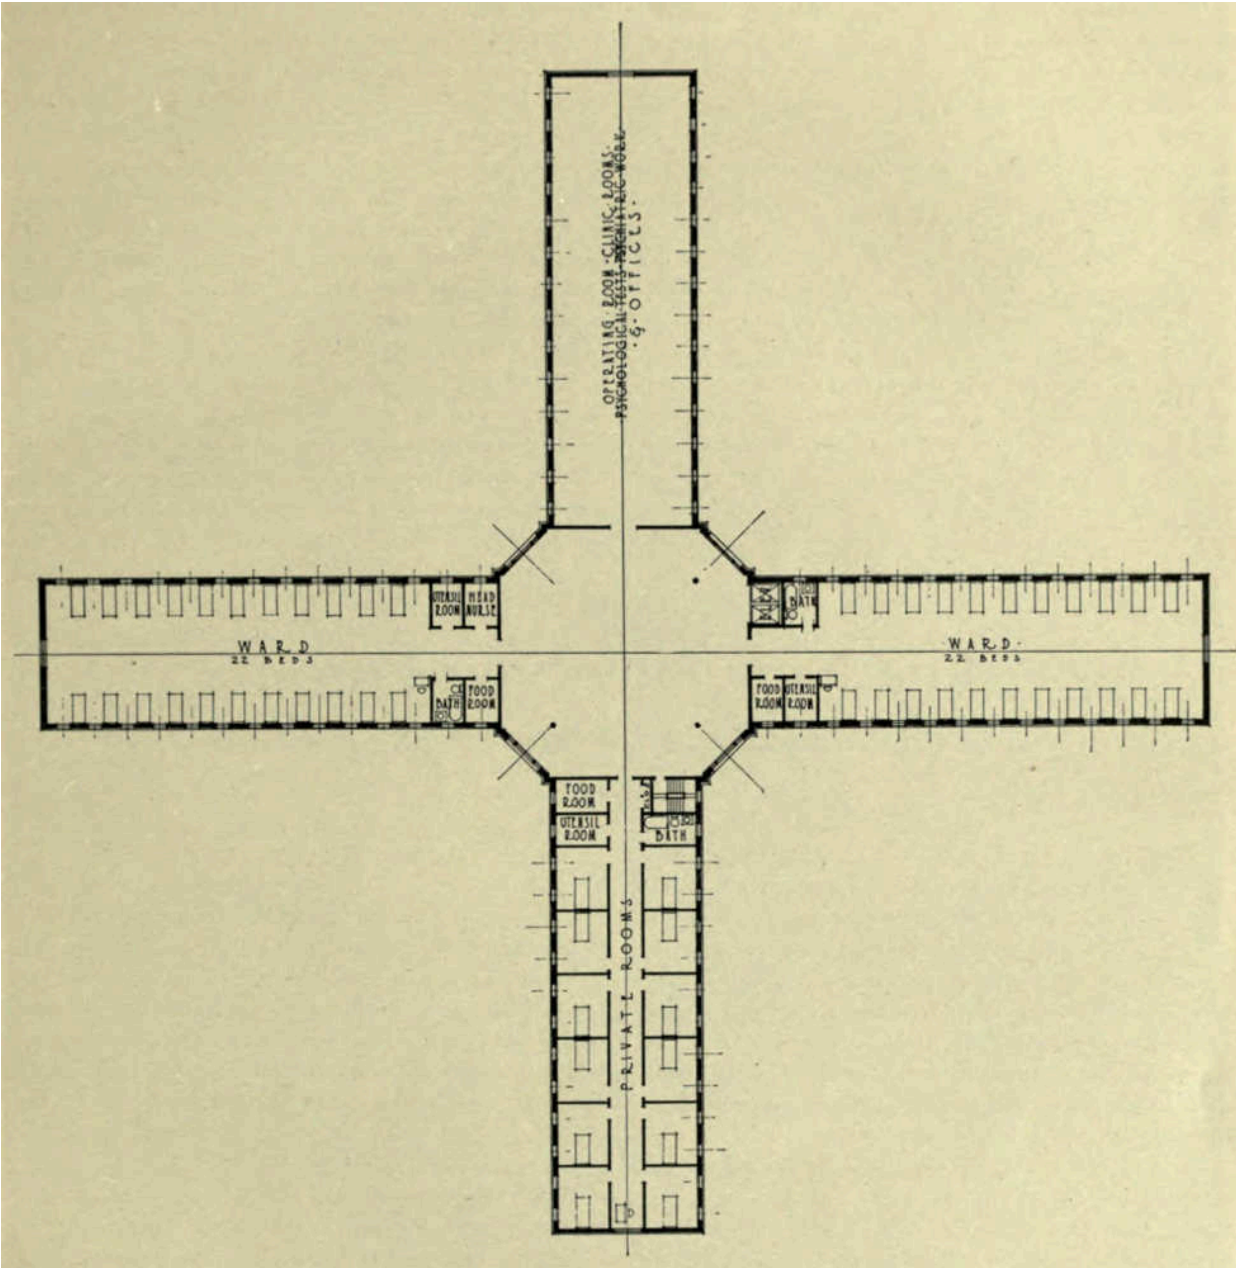 OPERATING ROOM - CLINIC ROOMS -
PSYCHOLOGICAL TESTS - PSYCHIATRIC WORK
· & · OFFICES ·
UTENSIL
ROOM
HEAD
NURSE
WARD
22 BEDS
BATH
FOOD
ROOM
BATH
· WARD ·
22 BEDS
FOOD
ROOM
UTENSIL
ROOM
FOOD
ROOM
UTENSIL
ROOM
BATH
PRIVATE ROOMS